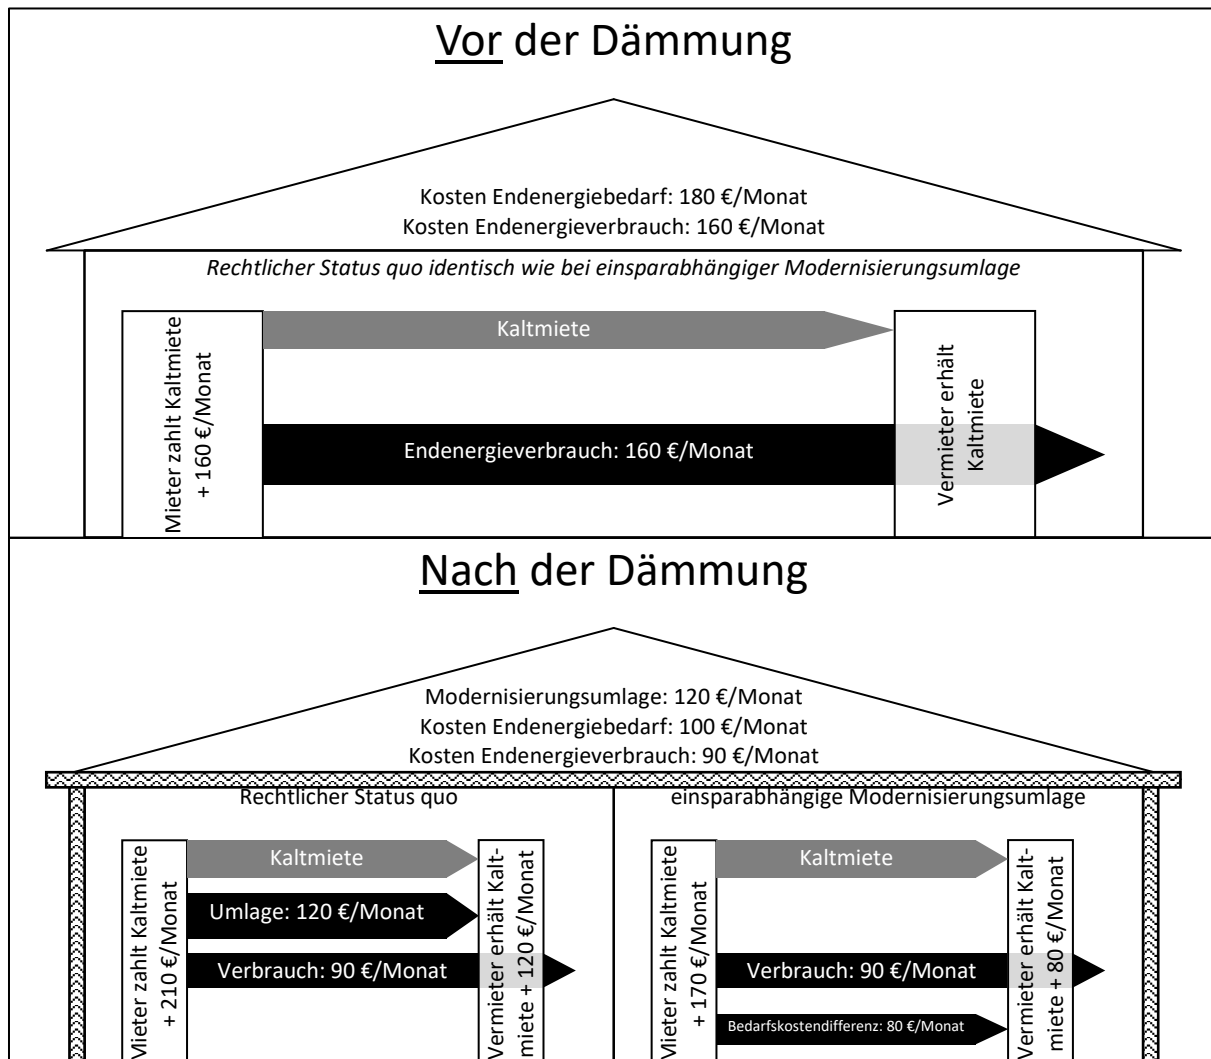 Vor der Dämmung
Kosten Endenergiebedarf: 180 €/Monat
Kosten Endenergieverbrauch: 160 €/Monat
Rechtlicher Status quo identisch wie bei einsparabhängiger Modernisierungsumlage
Mieter zahlt Kaltmiete
+ 160 €/Monat
Kaltmiete
Endenergieverbrauch: 160 €/Monat
Vermieter erhält
Kaltmiete
Nach der Dämmung
Modernisierungsumlage: 120 €/Monat
Kosten Endenergiebedarf: 100 €/Monat
Kosten Endenergieverbrauch: 90 €/Monat
Rechtlicher Status quo
Mieter zahlt Kaltmiete
+ 210 €/Monat
Kaltmiete
Umlage: 120 €/Monat
Verbrauch: 90 €/Monat
Vermieter erhält Kalt-
miete + 120 €/Monat
einsparabhängige Modernisierungsumlage
Mieter zahlt Kaltmiete
+ 170 €/Monat
Kaltmiete
Verbrauch: 90 €/Monat
Bedarfskostendifferenz: 80 €/Monat
Vermieter erhält Kalt-
miete + 80 €/Monat